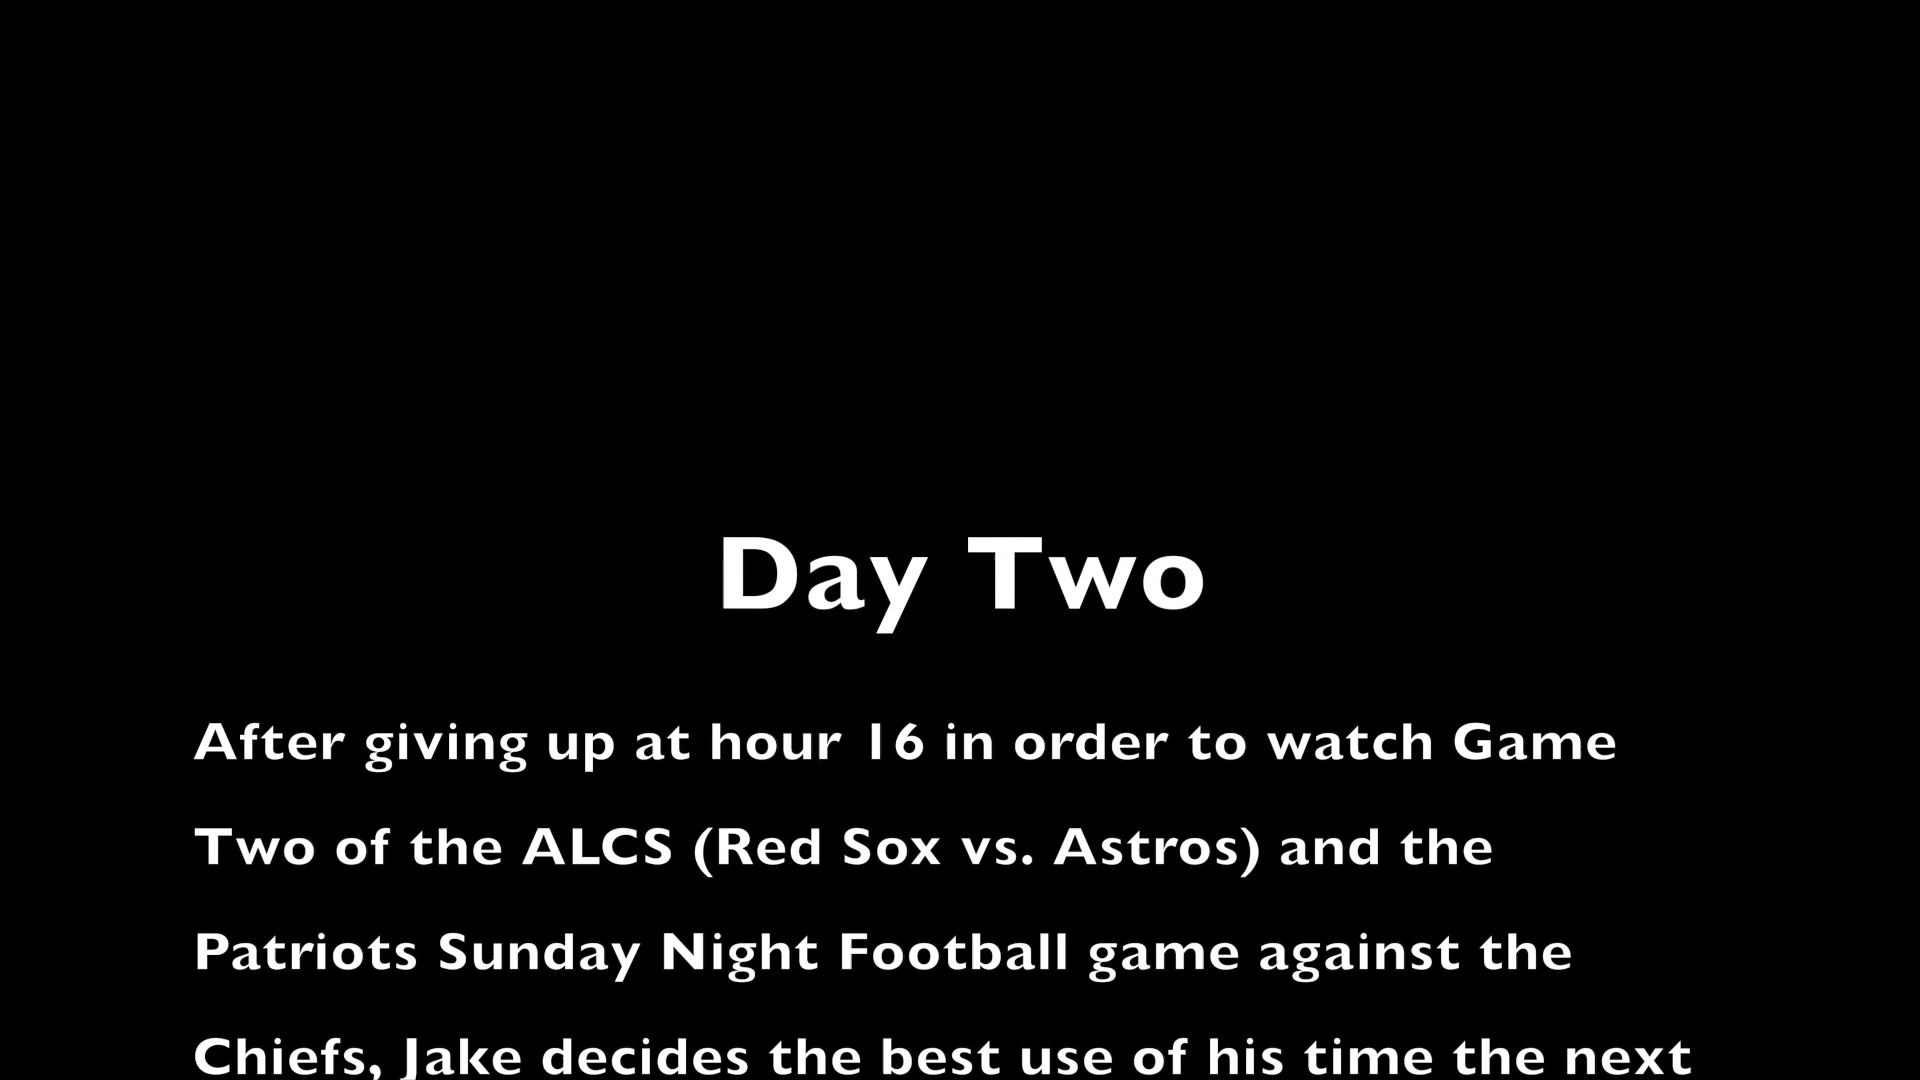 Day Two
After giving up at hour 16 in order to watch Game
Two of the ALCS (Red Sox vs. Astros) and the
Patriots Sunday Night Football game against the
Chiefs, Jake decides the best use of his time the next